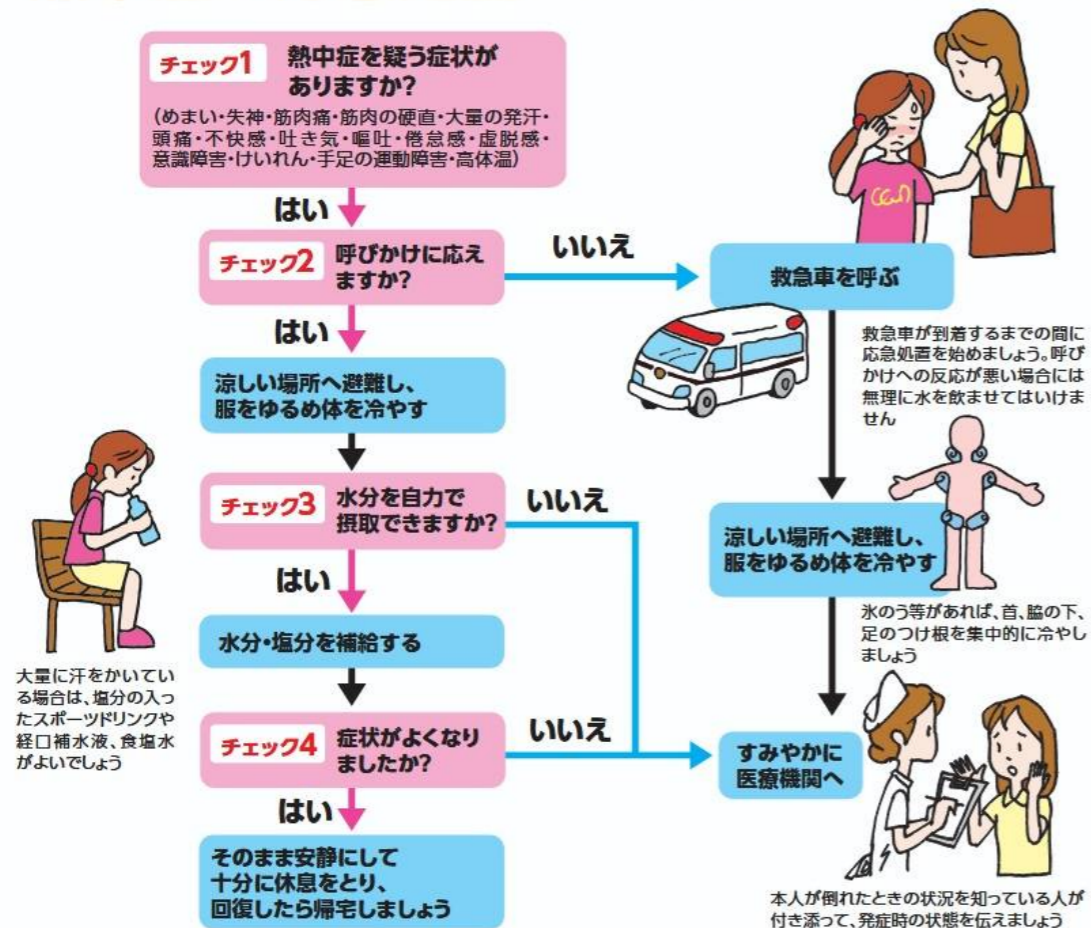 チェック1
熱中症を疑う症状が
ありますか？
（めまい・失神・筋肉痛・筋肉の硬直・大量の発汗・
頭痛・不快感・吐き気・嘔吐・倦怠感・虚脱感・
意識障害・けいれん・手足の運動障害・高体温）
はい
チェック2
呼びかけに応え
ますか？
いいえ
救急車を呼ぶ
救急車が到着するまでの間に
応急処置を始めましょう。呼び
かけへの反応が悪い場合には
無理に水を飲ませてはいけま
せん
はい
涼しい場所へ避難し、
服をゆるめ体を冷やす
チェック3
水分を自力で
摂取できますか？
いいえ
涼しい場所へ避難し、
服をゆるめ体を冷やす
氷のう等があれば、首、脇の下、
足のつけ根を集中的に冷やし
ましょう
はい
水分・塩分を補給する
大量に汗をかいてい
る場合は、塩分の入っ
たスポーツドリンクや
経口補水液、食塩水
がよいでしょう
チェック4
症状がよくなり
ましたか？
いいえ
すみやかに
医療機関へ
はい
そのまま安静にして
十分に休息をとり、
回復したら帰宅しましょう
本人が倒れたときの状況を知っている人が
付き添って、発症時の状態を伝えましょう